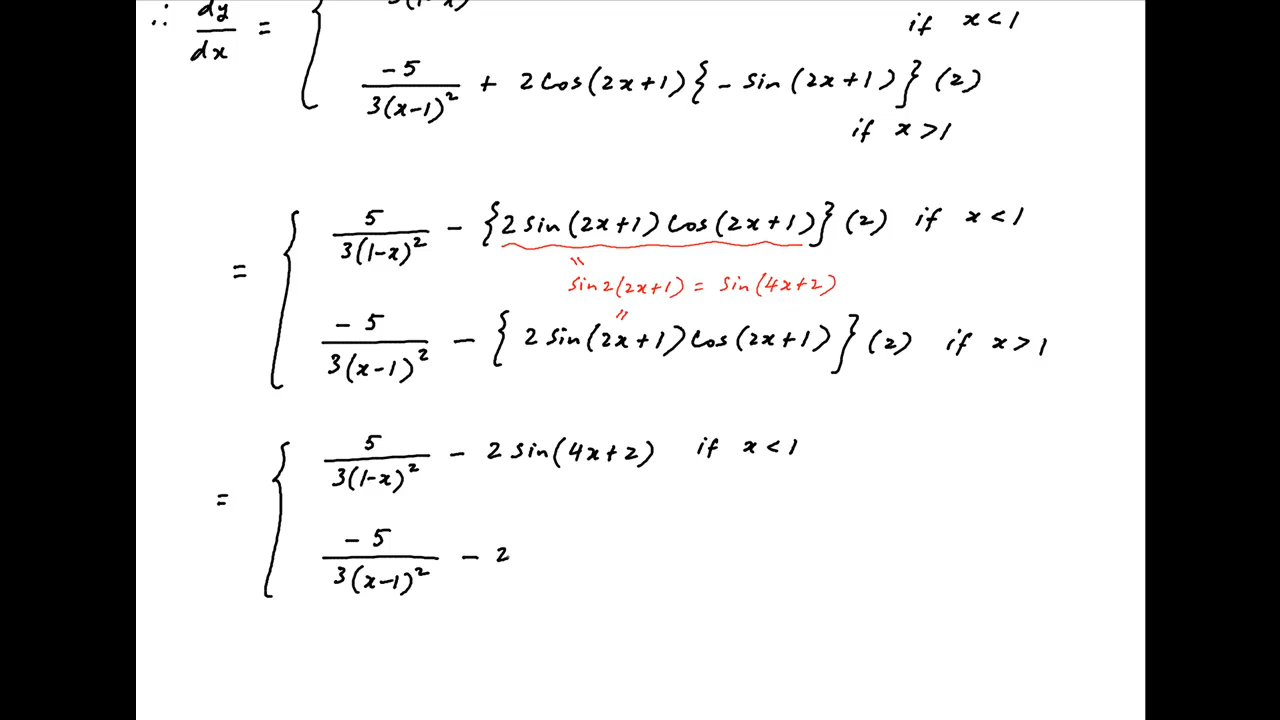 ∴ dy/dx = { 3(1-x)
if x < 1
-5/3(x-1)² + 2cos(2x+1){-sin(2x+1)}(2)
if x > 1
= { 5/3(1-x)² - {2sin(2x+1)cos(2x+1)}(2) if x < 1
" sin2(2x+1) = sin(4x+2)
"
-5/3(x-1)² - {2sin(2x+1)cos(2x+1)}(2) if x > 1
= { 5/3(1-x)² - 2sin(4x+2) if x < 1
-5/3(x-1)² - 2